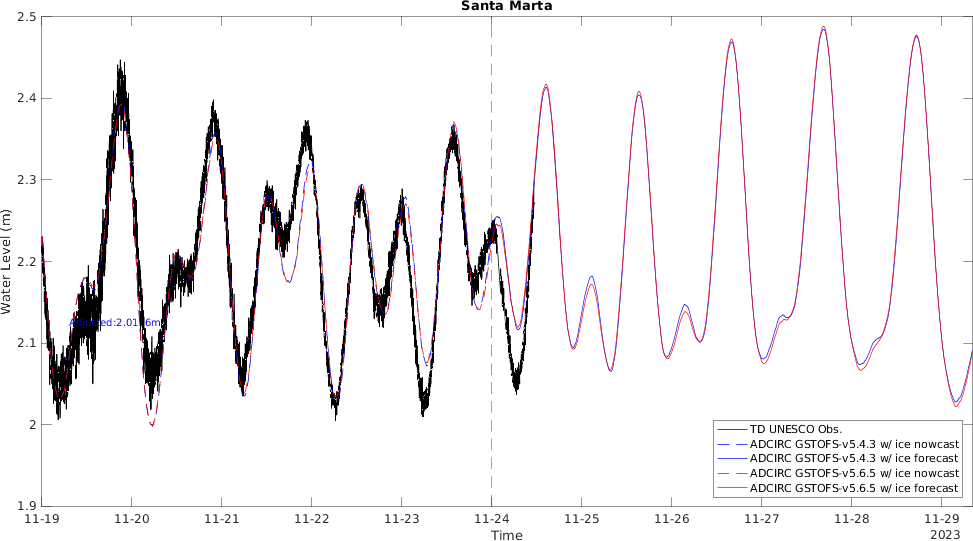 Santa Marta
2.5
2.4
2.3
2.2
2.1
2
1.9
Water Level (m)
TD UNESCO Obs.
ADCIRC GSTOFS-v5.4.3 w/ ice nowcast
ADCIRC GSTOFS-v5.4.3 w/ ice forecast
ADCIRC GSTOFS-v5.6.5 w/ ice nowcast
ADCIRC GSTOFS-v5.6.5 w/ ice forecast
11-19 11-20 11-21 11-22 11-23 11-24 11-25 11-26 11-27 11-28 11-29
2023
Time